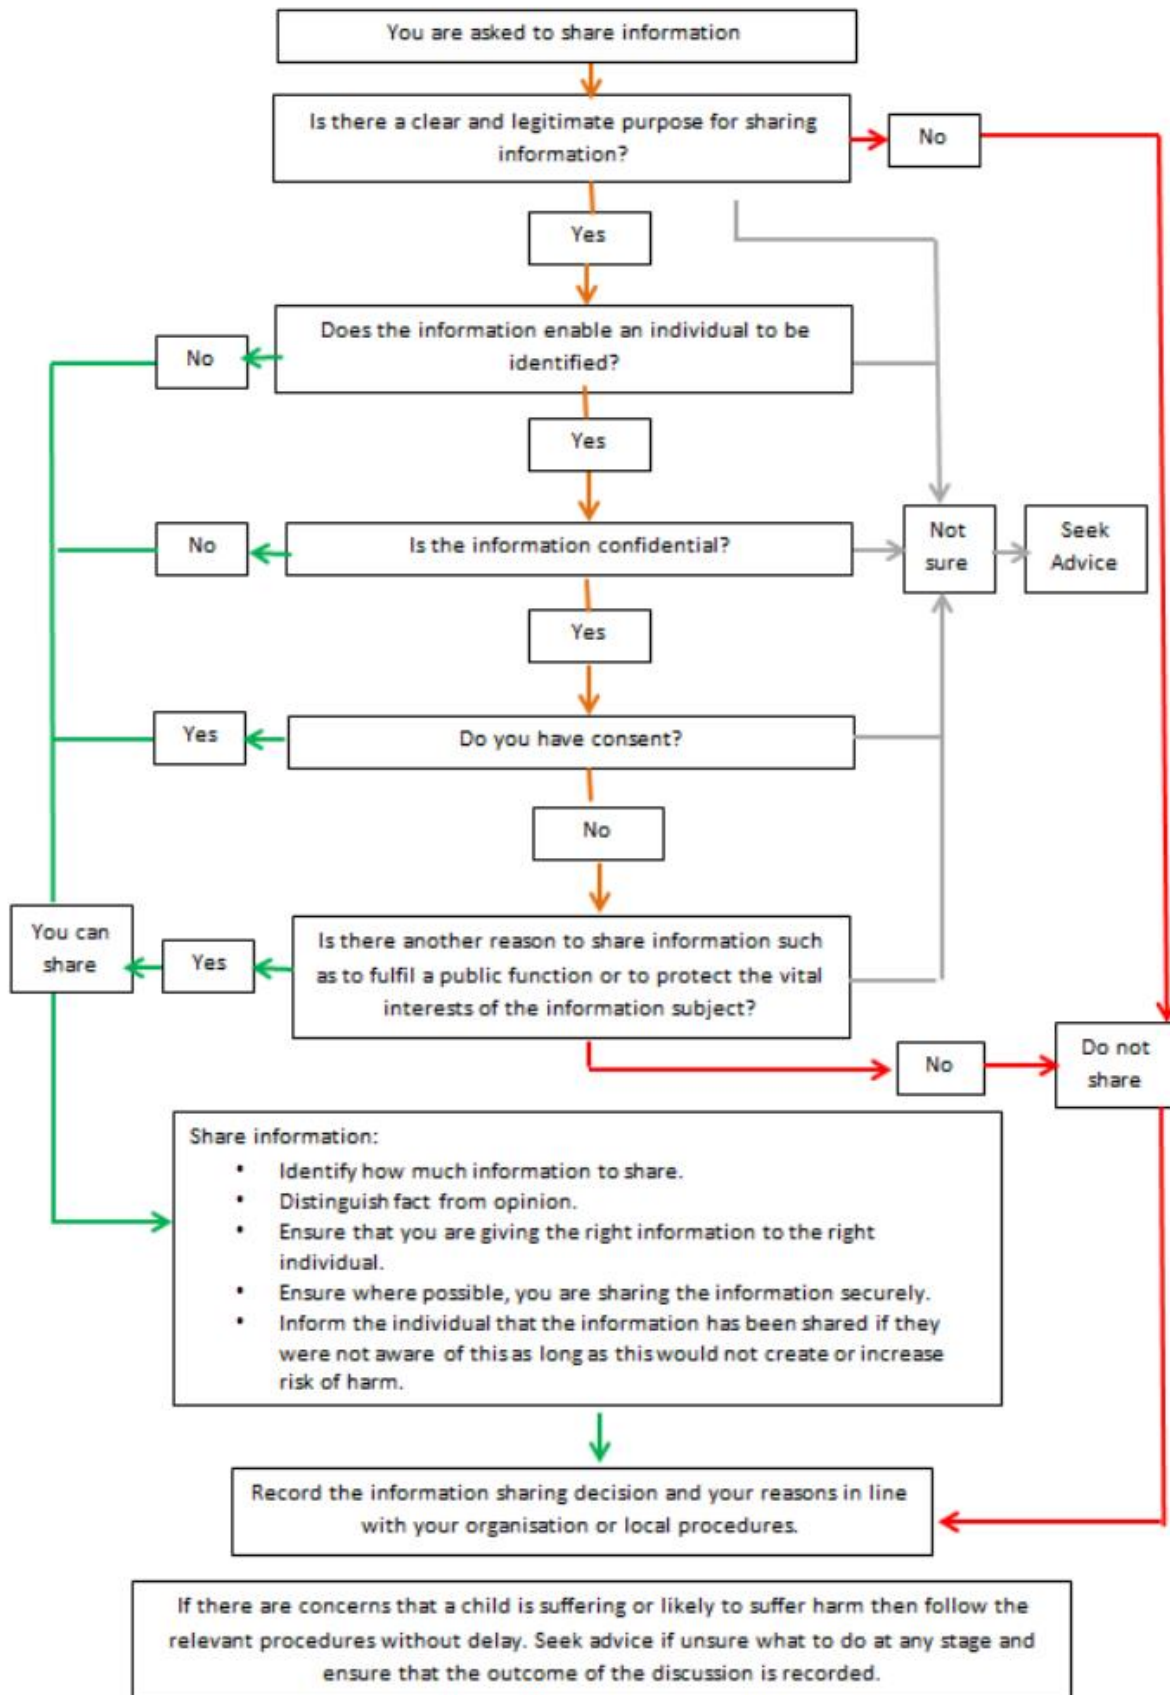 You are asked to share information
Is there a clear and legitimate purpose for sharing
information?
No
Yes
Does the information enable an individual to be
identified?
No
Yes
Is the information confidential?
No
Not
sure
Seek
Advice
Yes
Do you have consent?
Yes
No
Is there another reason to share information such
as to fulfil a public function or to protect the vital
interests of the information subject?
Yes
You can
share
No
Do not
share
Share information:
• Identify how much information to share.
• Distinguish fact from opinion.
• Ensure that you are giving the right information to the right
individual.
• Ensure where possible, you are sharing the information securely.
• Inform the individual that the information has been shared if they
were not aware of this as long as this would not create or increase
risk of harm.
Record the information sharing decision and your reasons in line
with your organisation or local procedures.
If there are concerns that a child is suffering or likely to suffer harm then follow the
relevant procedures without delay. Seek advice if unsure what to do at any stage and
ensure that the outcome of the discussion is recorded.